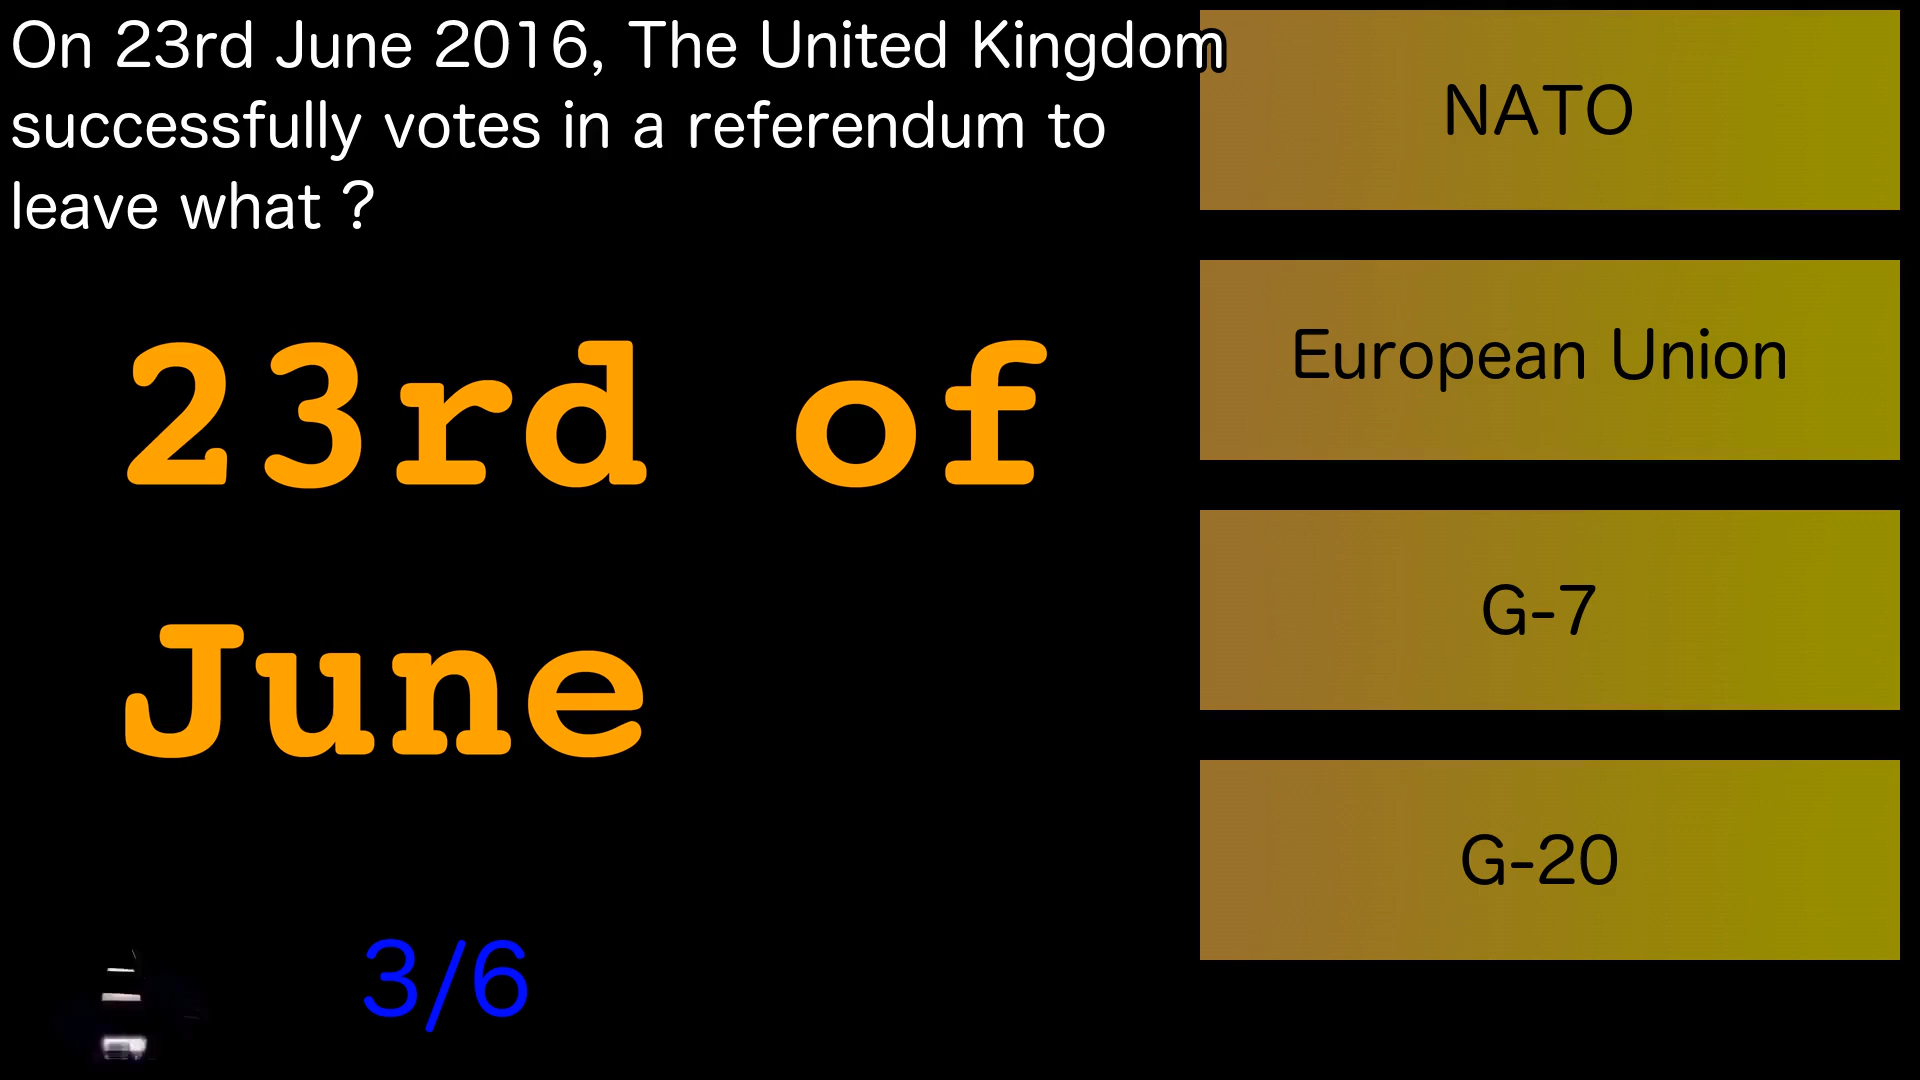 On 23rd June 2016, The United Kingdom
successfully votes in a referendum to
leave what ?
NATO
European Union
G-7
G-20
23rd of
June
3/6